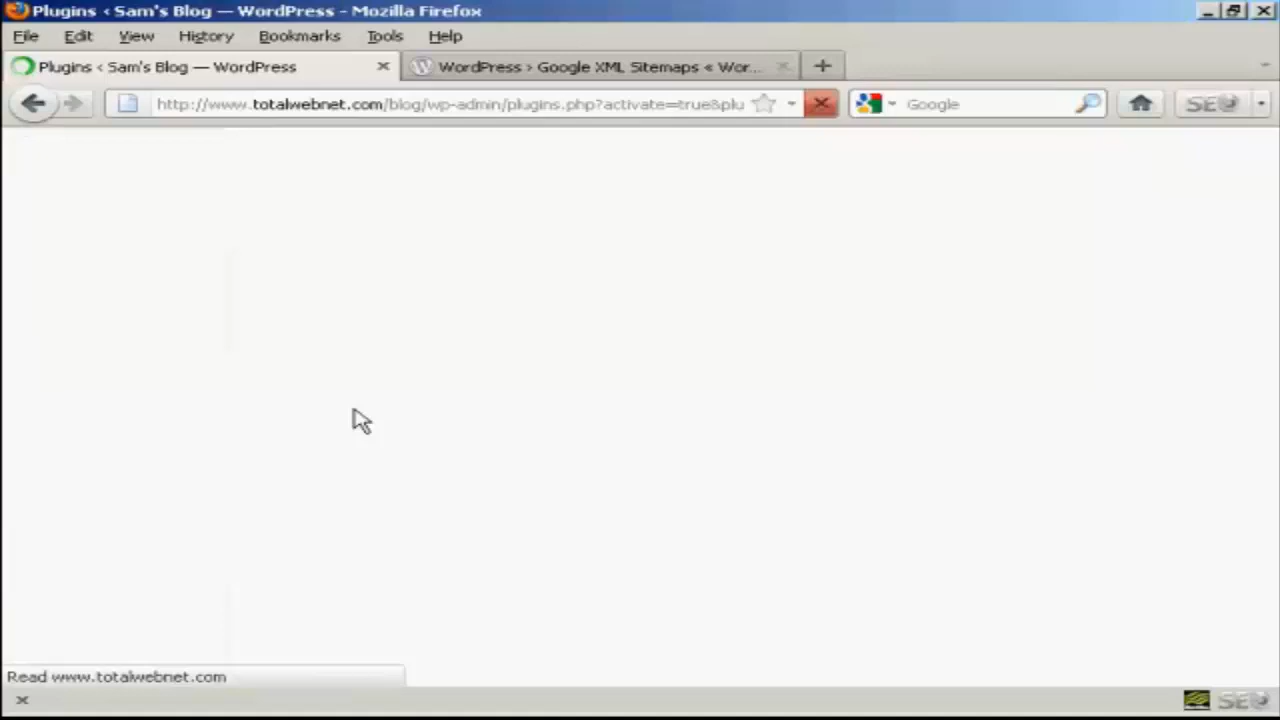 Plugins ‹ Sam's Blog — WordPress - Mozilla Firefox
File Edit View History Bookmarks Tools Help
Plugins ‹ Sam's Blog — WordPress WordPress › Google XML Sitemaps « Wor...
http://www.totalwebnet.com/blog/wp-admin/plugins.php?activate=true&plu Google
Read www.totalwebnet.com